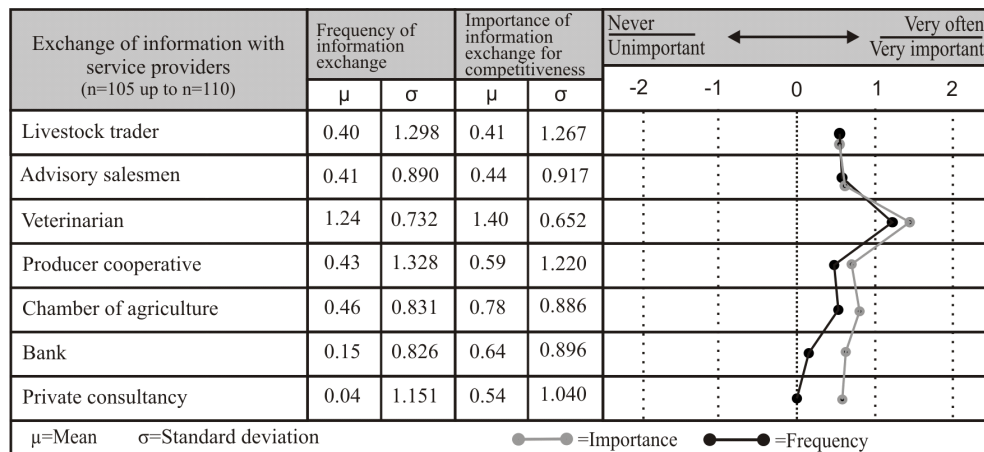 Exchange of information with
service providers
(n=105 up to n=110)
Frequency of
information
exchange
Importance of
information
exchange for
competitiveness
Never
Unimportant
Very often
Very important
μ σ μ σ
-2 -1 0 1 2
Livestock trader 0.40 1.298 0.41 1.267
Advisory salesmen 0.41 0.890 0.44 0.917
Veterinarian 1.24 0.732 1.40 0.652
Producer cooperative 0.43 1.328 0.59 1.220
Chamber of agriculture 0.46 0.831 0.78 0.886
Bank 0.15 0.826 0.64 0.896
Private consultancy 0.04 1.151 0.54 1.040
μ=Mean σ=Standard deviation =Importance =Frequency